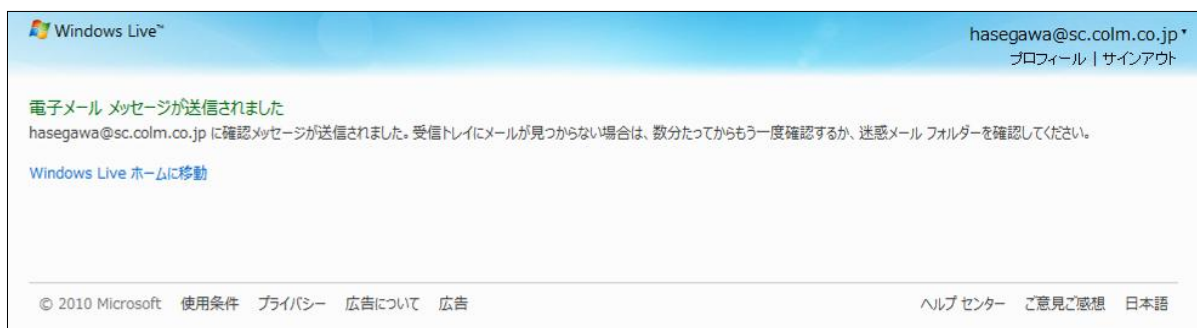 Windows Live™
hasegawa@sc.colm.co.jp
プロフィール | サインアウト
電子メール メッセージが送信されました
hasegawa@sc.colm.co.jp に確認メッセージが送信されました。受信トレイにメールが見つからない場合は、数分たってからもう一度確認するか、迷惑メール フォルダーを確認してください。
Windows Live ホームに移動
© 2010 Microsoft 使用条件 プライバシー 広告について 広告 ヘルプ センター ご意見ご感想 日本語